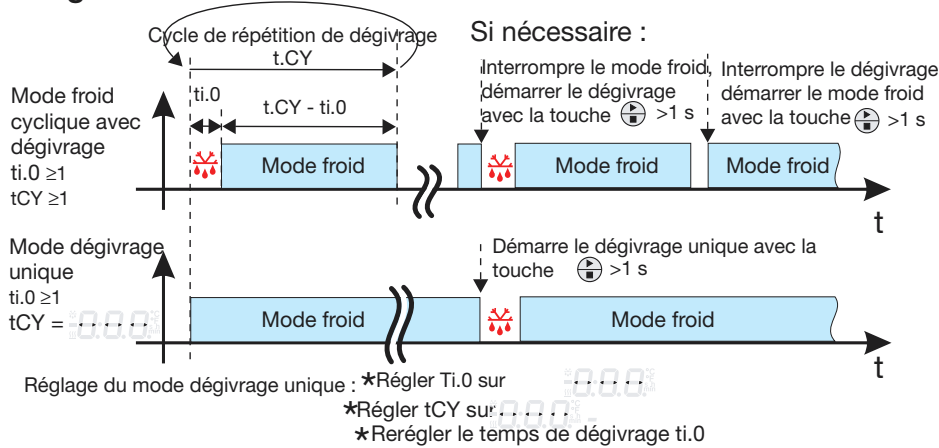 Cycle de répétition de dégivrage
t.CY
Si nécessaire :
Interrompre le mode froid,
démarrer le dégivrage
avec la touche >1 s
Interrompre le dégivrage
démarrer le mode froid
avec la touche >1 s
Mode froid
cyclique avec
dégivrage
ti.0 ≥1
tCY ≥1
ti.0
t.CY - ti.0
Mode froid
Mode froid
Mode froid
t
Mode dégivrage
unique
ti.0 ≥1
tCY = -.-.-.
Démarre le dégivrage unique avec la
touche >1 s
Mode froid
Mode froid
t
Réglage du mode dégivrage unique : *Régler Ti.0 sur -.-.-.
*Régler tCY sur -.-.-. -
*Rerégler le temps de dégivrage ti.0